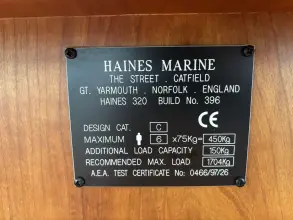 HAINES MARINE
THE STREET . CATFIELD
GT. YARMOUTH . NORFOLK . ENGLAND
HAINES 320 BUILD No. 396
CE
DESIGN CAT. C
MAXIMUM 6 x75Kg= 450Kg
ADDITIONAL LOAD CAPACITY 150Kg
RECOMMENDED MAX. LOAD 1704Kg
A.E.A. TEST CERTIFICATE No: 0466/97/26